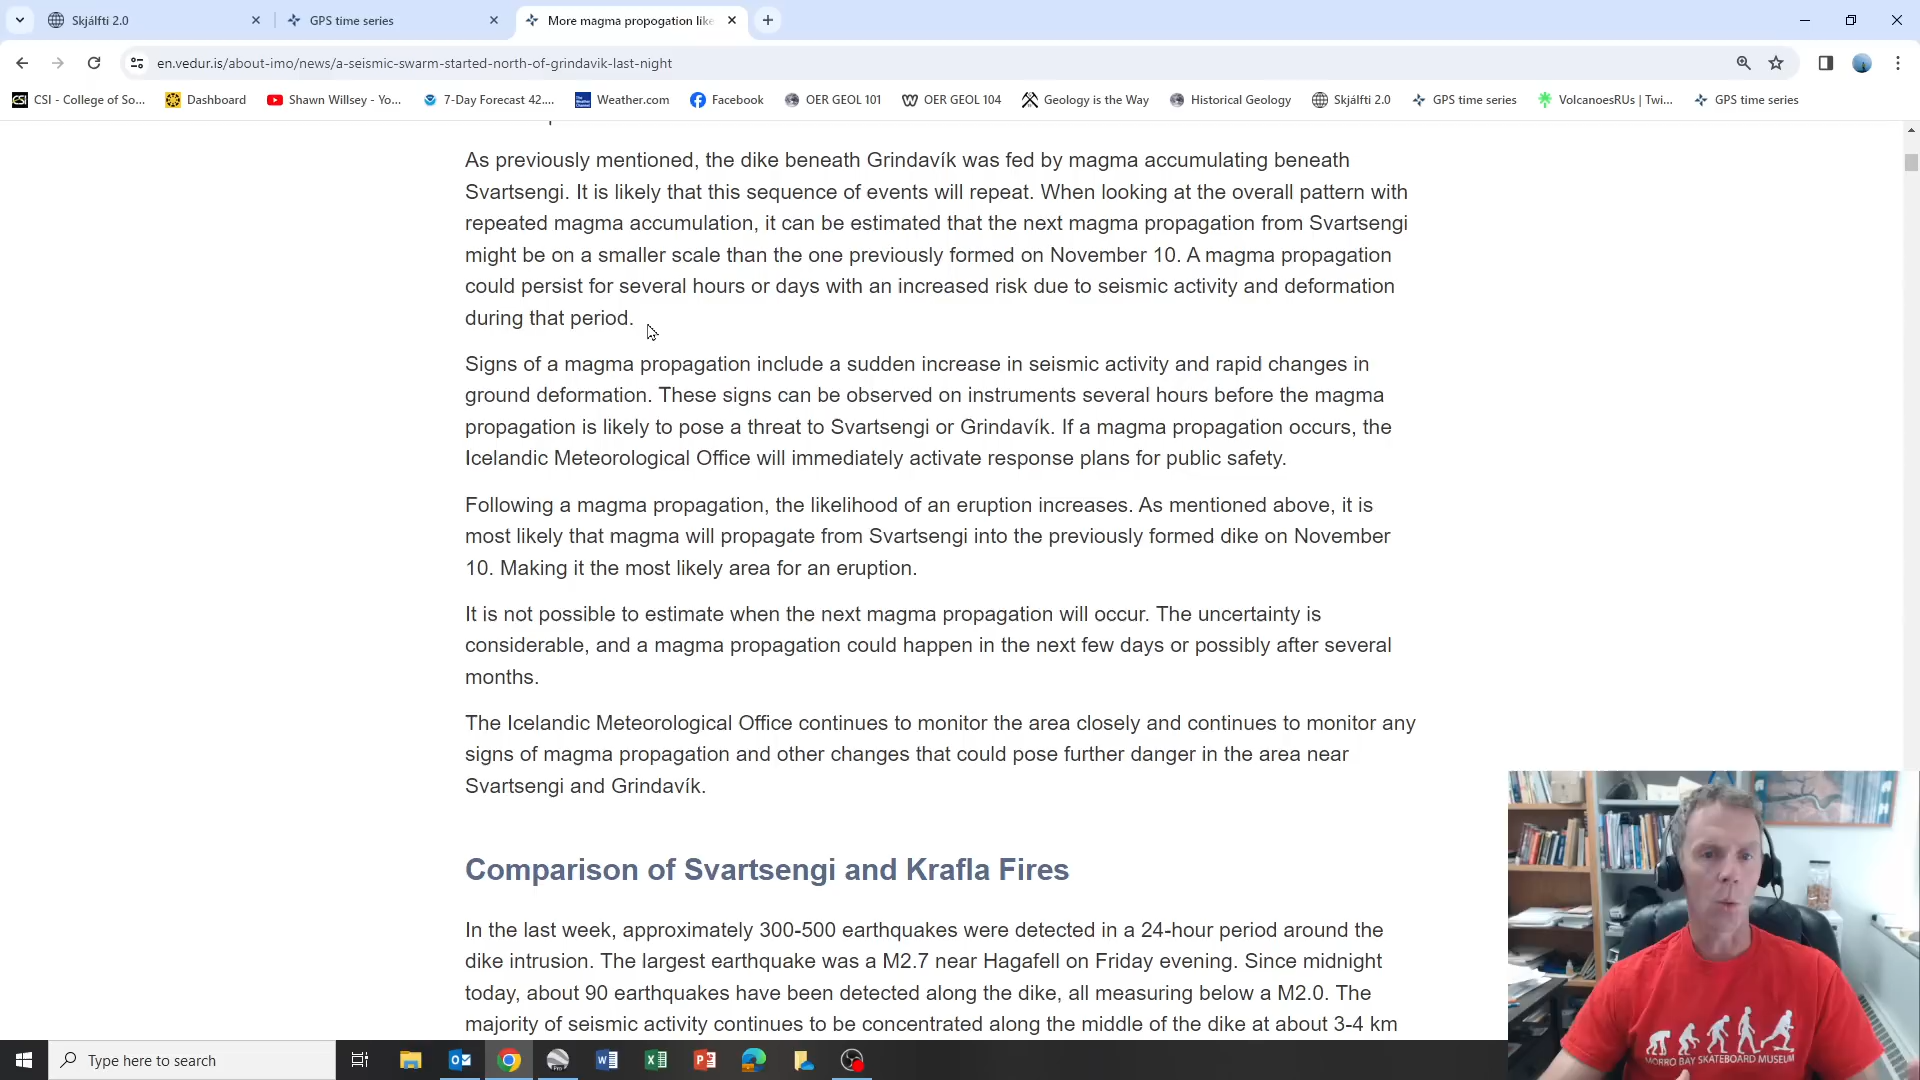 Skjálfti 2.0
GPS time series
More magma propogation like
en.vedur.is/about-imo/news/a-seismic-swarm-started-north-of-grindavik-last-night
CSI - College of So...
Dashboard
Shawn Willsey - Yo...
7-Day Forecast 42....
Weather.com
Facebook
OER GEOL 101
OER GEOL 104
Geology is the Way
Historical Geology
Skjálfti 2.0
GPS time series
VolcanoesRUs | Twi...
GPS time series
As previously mentioned, the dike beneath Grindavík was fed by magma accumulating beneath
Svartsengi. It is likely that this sequence of events will repeat. When looking at the overall pattern with
repeated magma accumulation, it can be estimated that the next magma propagation from Svartsengi
might be on a smaller scale than the one previously formed on November 10. A magma propagation
could persist for several hours or days with an increased risk due to seismic activity and deformation
during that period.
Signs of a magma propagation include a sudden increase in seismic activity and rapid changes in
ground deformation. These signs can be observed on instruments several hours before the magma
propagation is likely to pose a threat to Svartsengi or Grindavík. If a magma propagation occurs, the
Icelandic Meteorological Office will immediately activate response plans for public safety.
Following a magma propagation, the likelihood of an eruption increases. As mentioned above, it is
most likely that magma will propagate from Svartsengi into the previously formed dike on November
10. Making it the most likely area for an eruption.
It is not possible to estimate when the next magma propagation will occur. The uncertainty is
considerable, and a magma propagation could happen in the next few days or possibly after several
months.
The Icelandic Meteorological Office continues to monitor the area closely and continues to monitor any
signs of magma propagation and other changes that could pose further danger in the area near
Svartsengi and Grindavík.
Comparison of Svartsengi and Krafla Fires
In the last week, approximately 300-500 earthquakes were detected in a 24-hour period around the
dike intrusion. The largest earthquake was a M2.7 near Hagafell on Friday evening. Since midnight
today, about 90 earthquakes have been detected along the dike, all measuring below a M2.0. The
majority of seismic activity continues to be concentrated along the middle of the dike at about 3-4 km
MORRO BAY SKATEBOARD MUSEUM
Type here to search